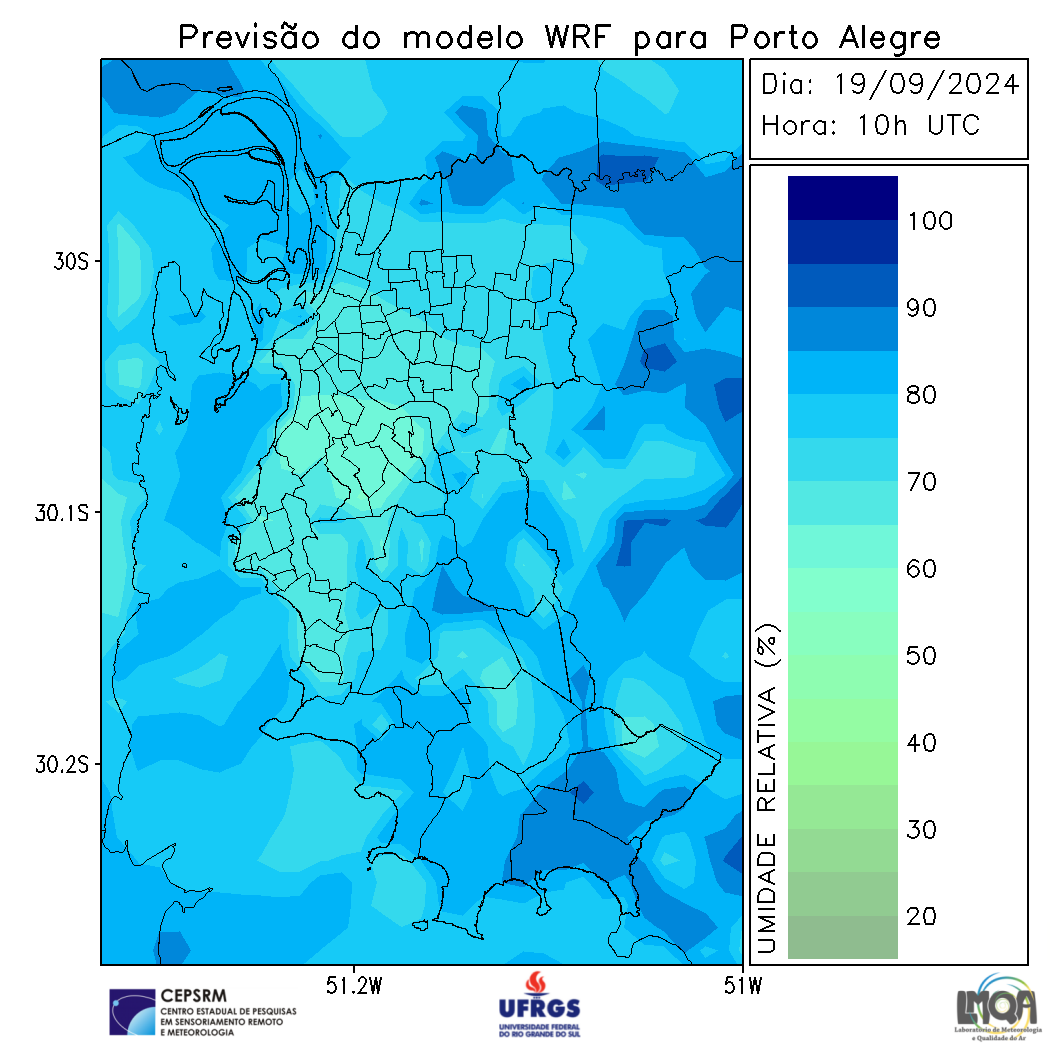 Previsão do modelo WRF para Porto Alegre
Dia: 19/09/2024
Hora: 10h UTC
30S
30.1S
30.2S
51.2W
51W
100
90
80
70
60
50
40
30
20
UMIDADE RELATIVA (%)
CEPSRM
CENTRO ESTADUAL DE PESQUISAS
EM SENSORIAMENTO REMOTO
E METEOROLOGIA
UFRGS
UNIVERSIDADE FEDERAL
DO RIO GRANDE DO SUL
LMQA
Laboratório de Meteorologia
e Qualidade do Ar